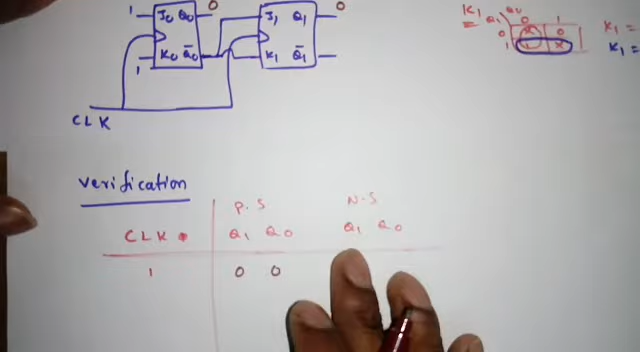 1 J₀ Q₀ 0 J₁ Q₁ 0
1 K₀ Q̅₀ K₁ Q̅₁
CLK
K₁
Q₁ Q₀ 0 1
0 X 0
1 1 X
K₁ =
K₁ =
Verification
P.S N.S
CLK Q₁ Q₀ Q₁ Q₀
1 0 0